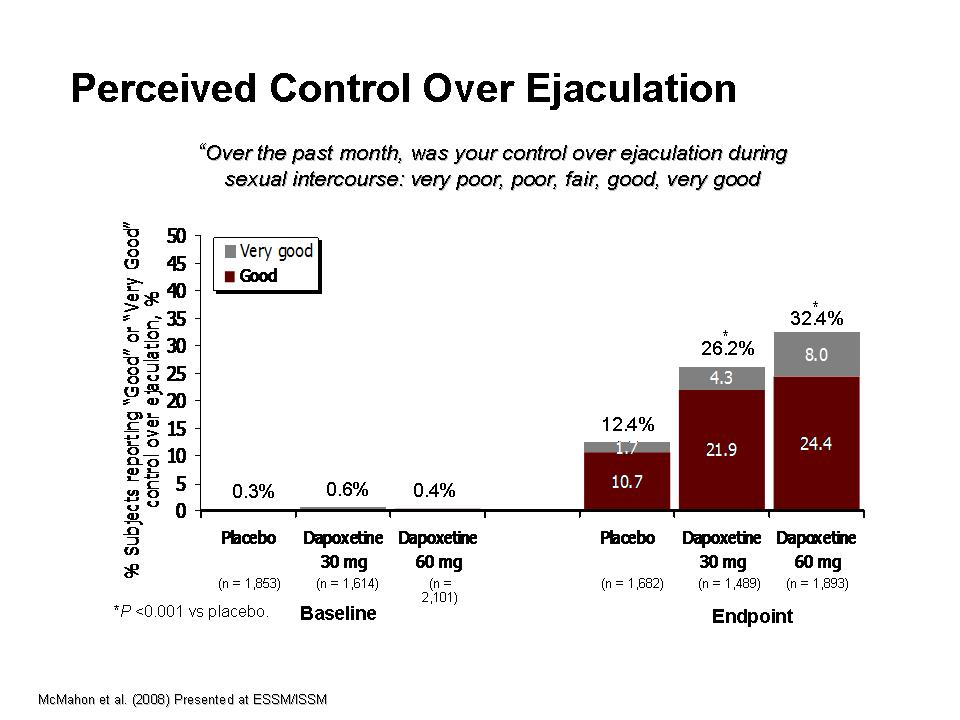 Perceived Control Over Ejaculation
“Over the past month, was your control over ejaculation during
sexual intercourse: very poor, poor, fair, good, very good
% Subjects reporting “Good” or “Very Good”
control over ejaculation, %
50
45
40
35
30
25
20
15
10
5
0
Very good
Good
0.3%
0.6%
0.4%
12.4%
1.7
10.7
*
26.2%
4.3
21.9
*
32.4%
8.0
24.4
Placebo
(n = 1,853)
Dapoxetine
30 mg
(n = 1,614)
Dapoxetine
60 mg
(n =
2,101)
Placebo
(n = 1,682)
Dapoxetine
30 mg
(n = 1,489)
Dapoxetine
60 mg
(n = 1,893)
*P <0.001 vs placebo.
Baseline
Endpoint
McMahon et al. (2008) Presented at ESSM/ISSM